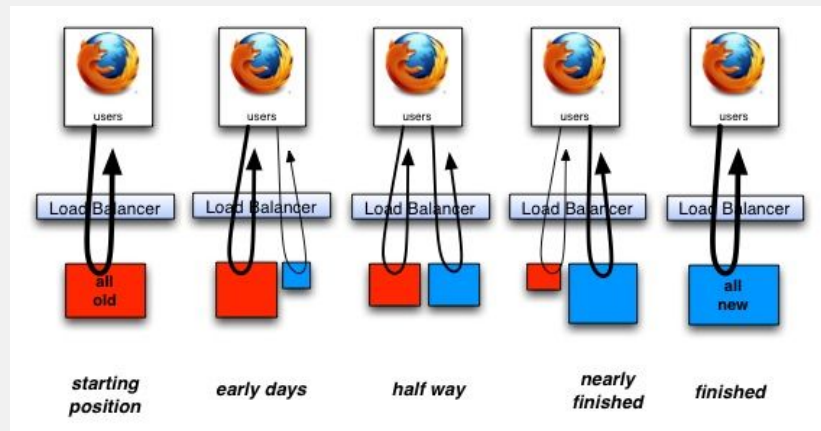 users
users
users
users
users
Load Balancer
Load Balancer
Load Balancer
Load Balancer
Load Balancer
all
old
all
new
starting
position
early days
half way
nearly
finished
finished